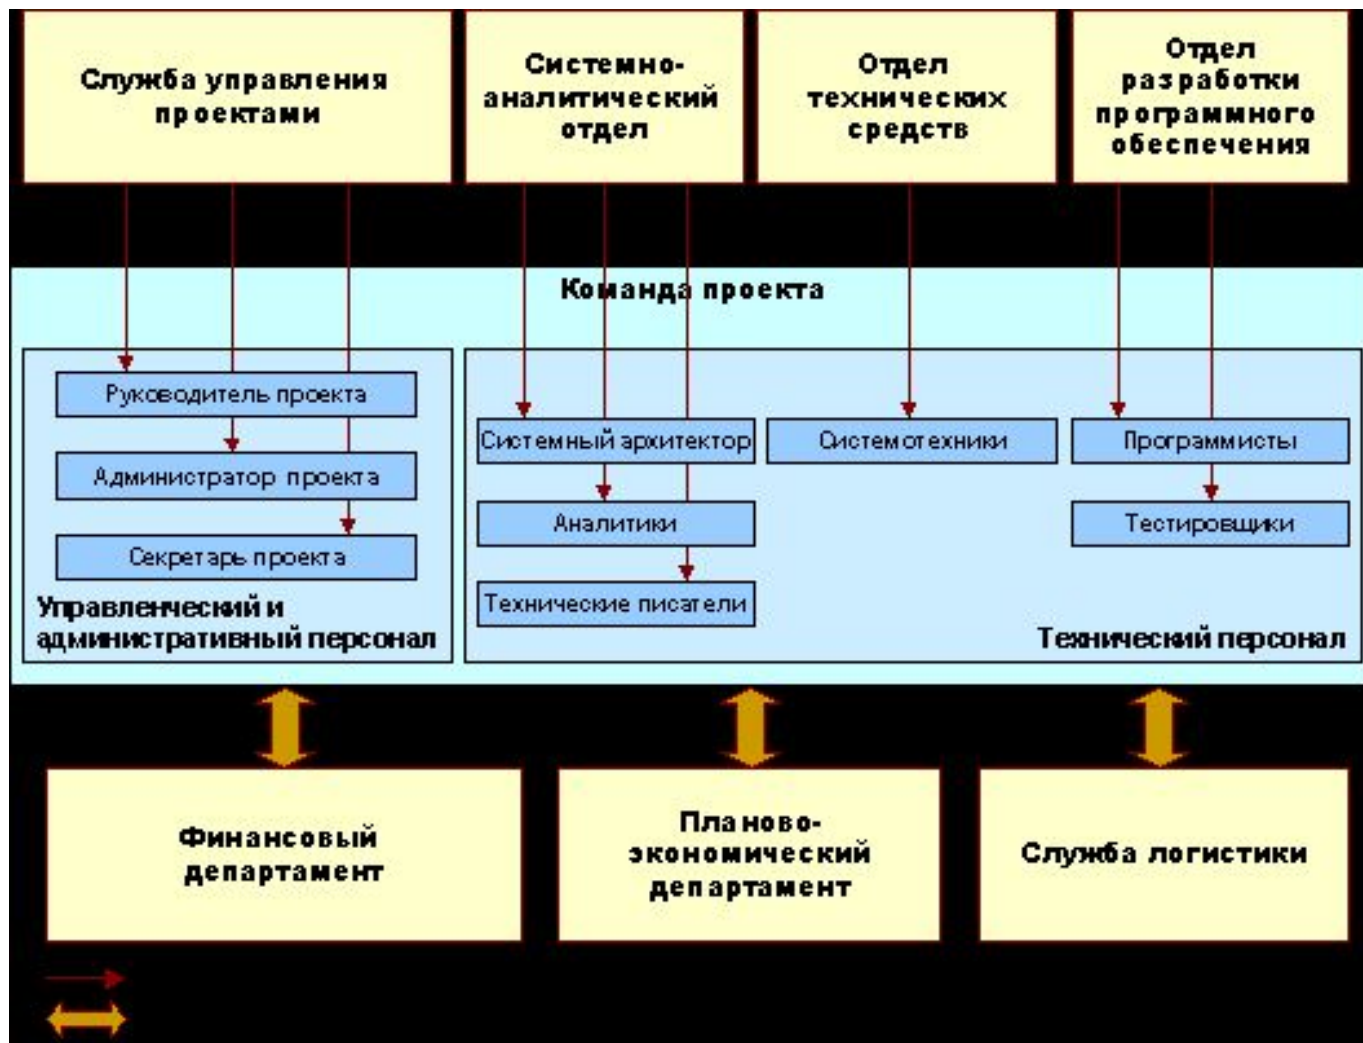 Служба управления
проектами
Системно-
аналитический
отдел
Отдел
технических
средств
Отдел
разработки
программного
обеспечения
Команда проекта
Руководитель проекта
Администратор проекта
Секретарь проекта
Управленческий и
административный персонал
Системный архитектор
Аналитики
Технические писатели
Системотехники
Программисты
Тестировщики
Технический персонал
Финансовый
департамент
Планово-
экономический
департамент
Служба логистики